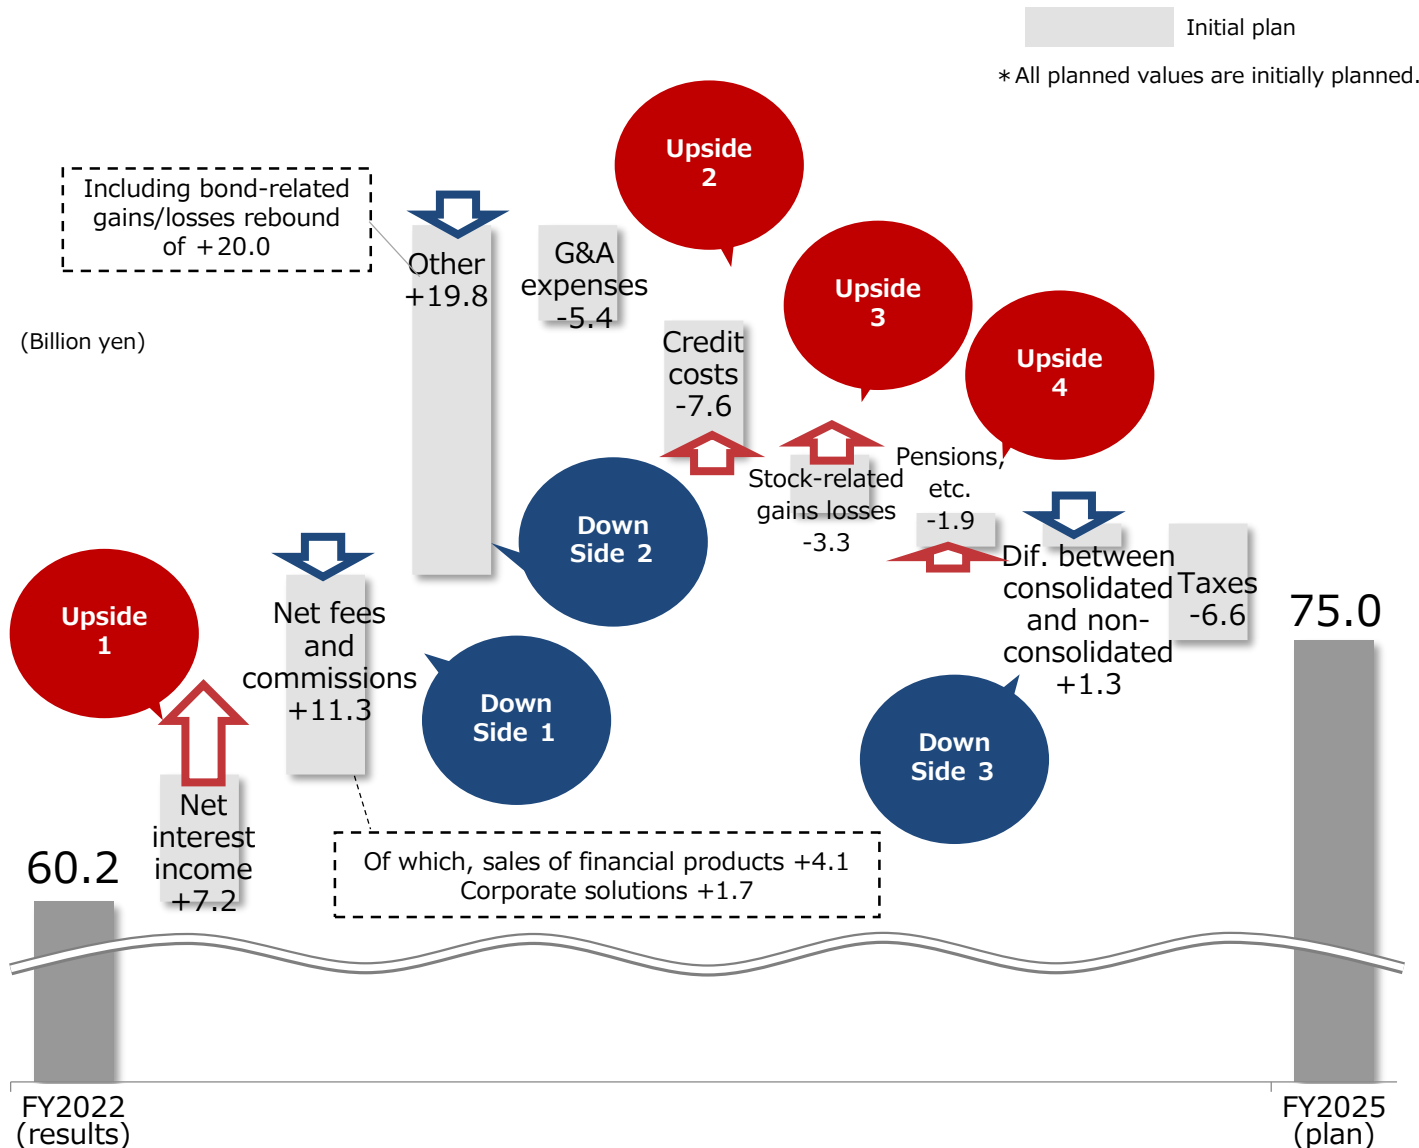 Initial plan
*All planned values are initially planned.
Upside
2
Including bond-related
gains/losses rebound
of +20.0
Other
+19.8
G&A
expenses
-5.4
Upside
3
(Billion yen)
Credit
costs
-7.6
Upside
4
Pensions,
etc.
-1.9
Stock-related
gains losses
-3.3
Down
Side 2
Dif. between
consolidated
and non-
consolidated
+1.3
Taxes
-6.6
75.0
Upside
1
Net fees
and
commissions
+11.3
Down
Side 1
Down
Side 3
Net
interest
income
+7.2
60.2
Of which, sales of financial products +4.1
Corporate solutions +1.7
FY2022
(results)
FY2025
(plan)